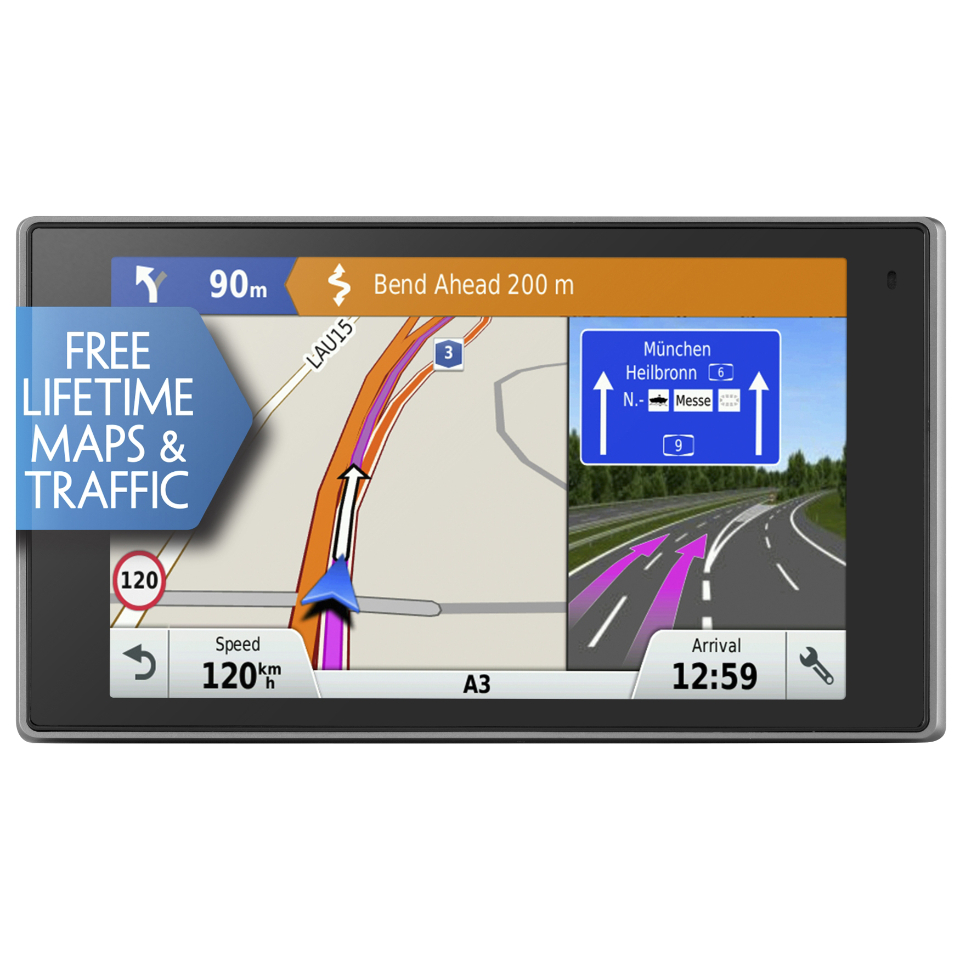 90m
Bend Ahead 200 m
FREE
LIFETIME
MAPS &
TRAFFIC
LAU15
3
München
Heilbronn 6
N.- Messe
9
120
Speed
120 km
h
A3
Arrival
12:59